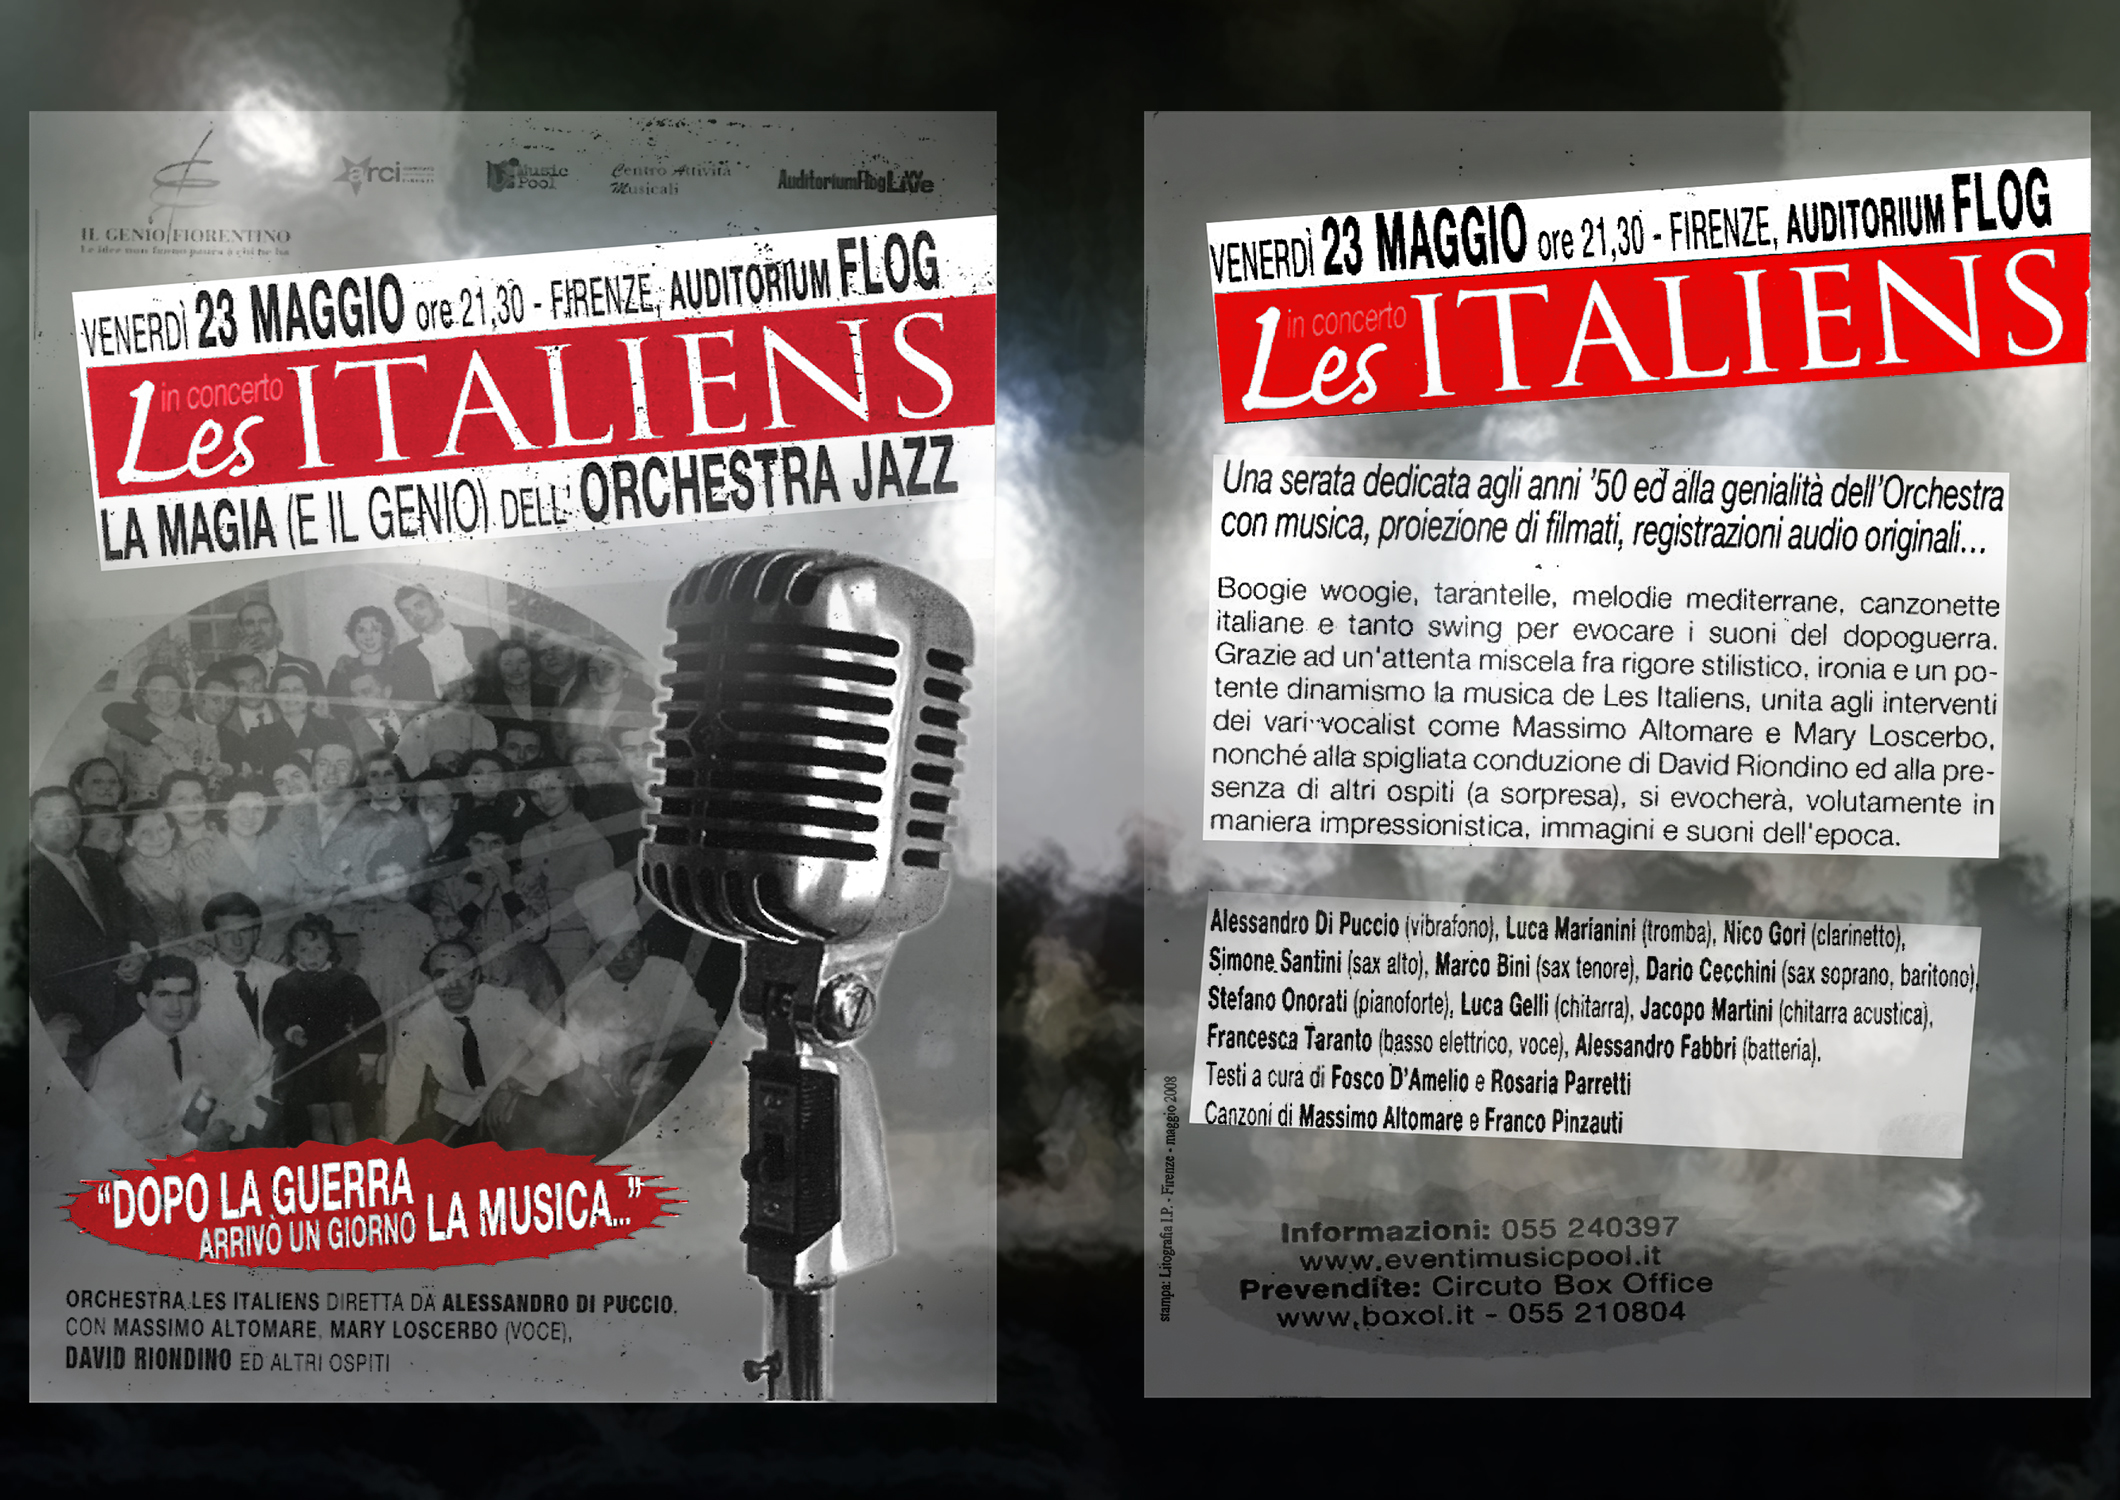 IL GENIO FIORENTINO
Le idee non fanno paura a chi ne ha
arci
Music Pool
Centro Attività Musicali
AuditoriumFlogLiVe
VENERDÌ 23 MAGGIO ore 21,30 - FIRENZE, AUDITORIUM FLOG
in concerto
Les ITALIENS
LA MAGIA (E IL GENIO) DELL' ORCHESTRA JAZZ
“DOPO LA GUERRA
ARRIVÒ UN GIORNO LA MUSICA...”
ORCHESTRA LES ITALIENS DIRETTA DA ALESSANDRO DI PUCCIO.
CON MASSIMO ALTOMARE, MARY LOSCERBO (VOCE),
DAVID RIONDINO ED ALTRI OSPITI
VENERDÌ 23 MAGGIO ore 21,30 - FIRENZE, AUDITORIUM FLOG
in concerto
Les ITALIENS
Una serata dedicata agli anni '50 ed alla genialità dell'Orchestra
con musica, proiezione di filmati, registrazioni audio originali...
Boogie woogie, tarantelle, melodie mediterrane, canzonette
italiane e tanto swing per evocare i suoni del dopoguerra.
Grazie ad un'attenta miscela fra rigore stilistico, ironia e un po-
tente dinamismo la musica de Les Italiens, unita agli interventi
dei vari vocalist come Massimo Altomare e Mary Loscerbo,
nonché alla spigliata conduzione di David Riondino ed alla pre-
senza di altri ospiti (a sorpresa), si evocherà, volutamente in
maniera impressionistica, immagini e suoni dell'epoca.
Alessandro Di Puccio (vibrafono), Luca Marianini (tromba), Nico Gori (clarinetto),
Simone Santini (sax alto), Marco Bini (sax tenore), Dario Cecchini (sax soprano, baritono),
Stefano Onorati (pianoforte), Luca Gelli (chitarra), Jacopo Martini (chitarra acustica),
Francesca Taranto (basso elettrico, voce), Alessandro Fabbri (batteria).
Testi a cura di Fosco D'Amelio e Rosaria Parretti
Canzoni di Massimo Altomare e Franco Pinzauti
stampa: Litografia I.P. - Firenze - maggio 2008
Informazioni: 055 240397
www.eventimusicpool.it
Prevendite: Circuto Box Office
www.boxol.it - 055 210804